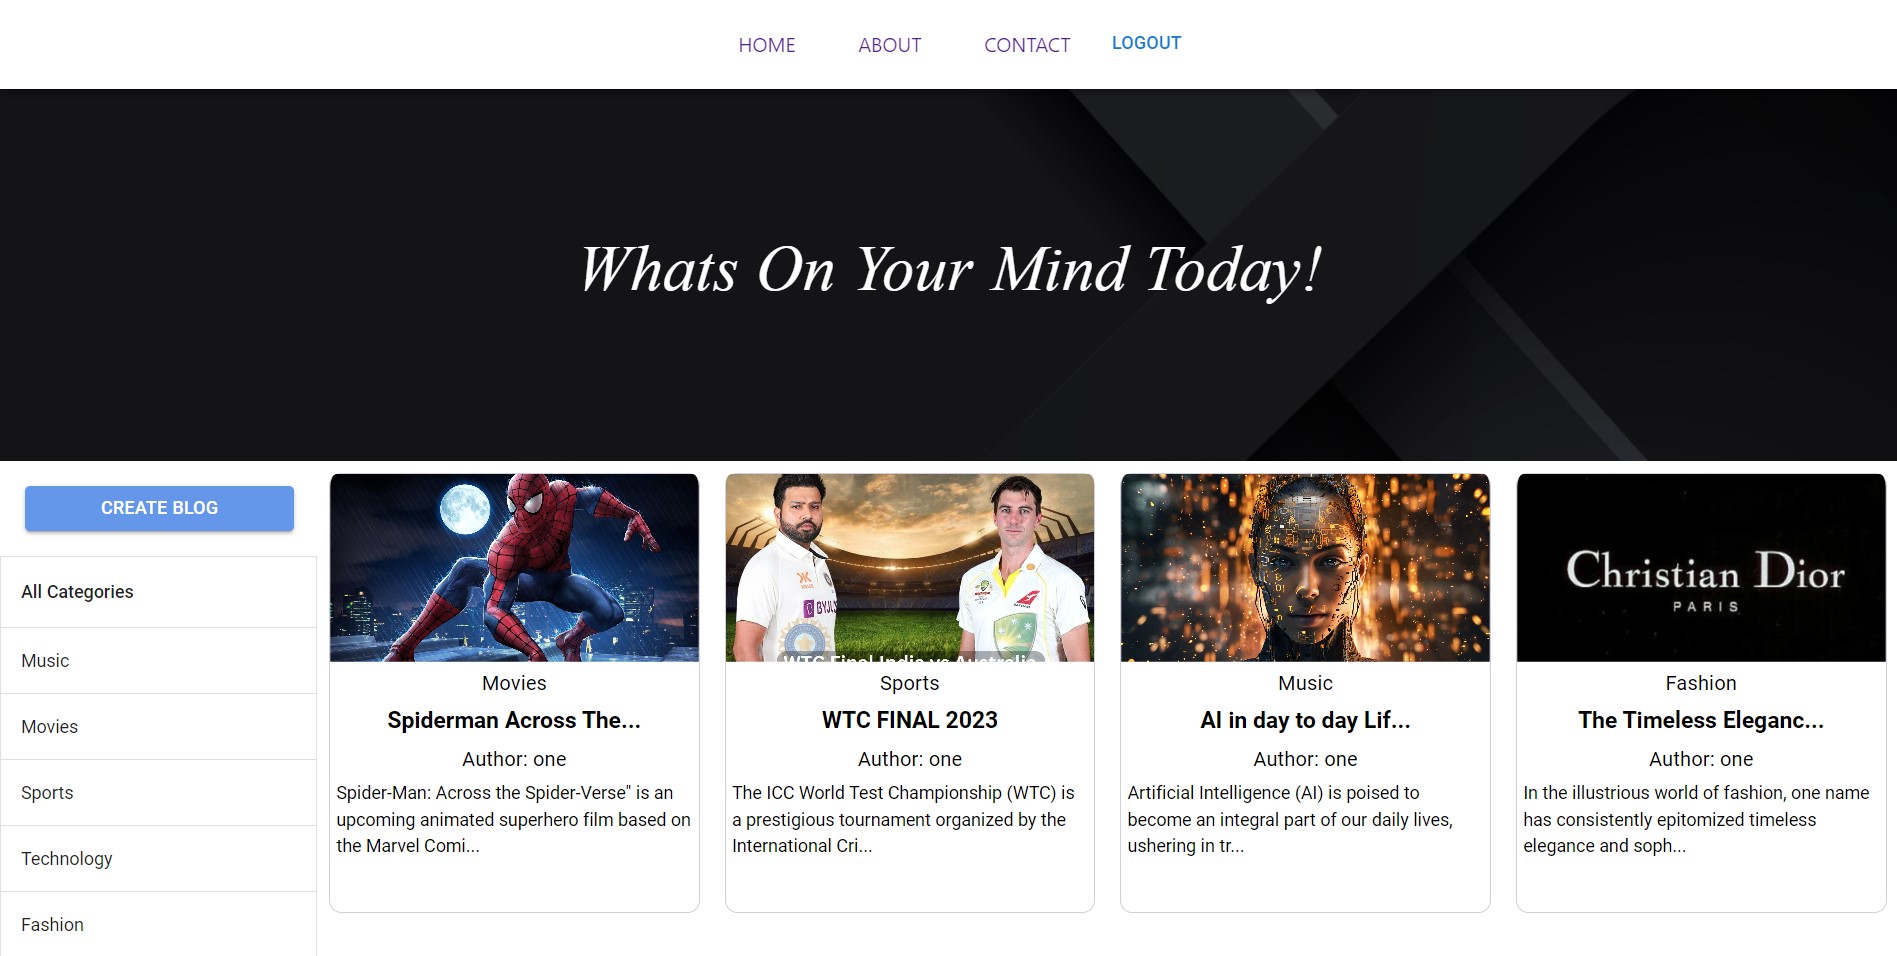 HOME ABOUT CONTACT LOGOUT
Whats On Your Mind Today!
CREATE BLOG
All Categories
Music
Movies
Sports
Technology
Fashion
Movies
Spiderman Across The...
Author: one
Spider-Man: Across the Spider-Verse" is an
upcoming animated superhero film based on
the Marvel Comi...
BYJU
WTC Final India vs Australia
Sports
WTC FINAL 2023
Author: one
The ICC World Test Championship (WTC) is
a prestigious tournament organized by the
International Cri...
Music
AI in day to day Lif...
Author: one
Artificial Intelligence (AI) is poised to
become an integral part of our daily lives,
ushering in tr...
Christian Dior
PARIS
Fashion
The Timeless Eleganc...
Author: one
In the illustrious world of fashion, one name
has consistently epitomized timeless
elegance and soph...